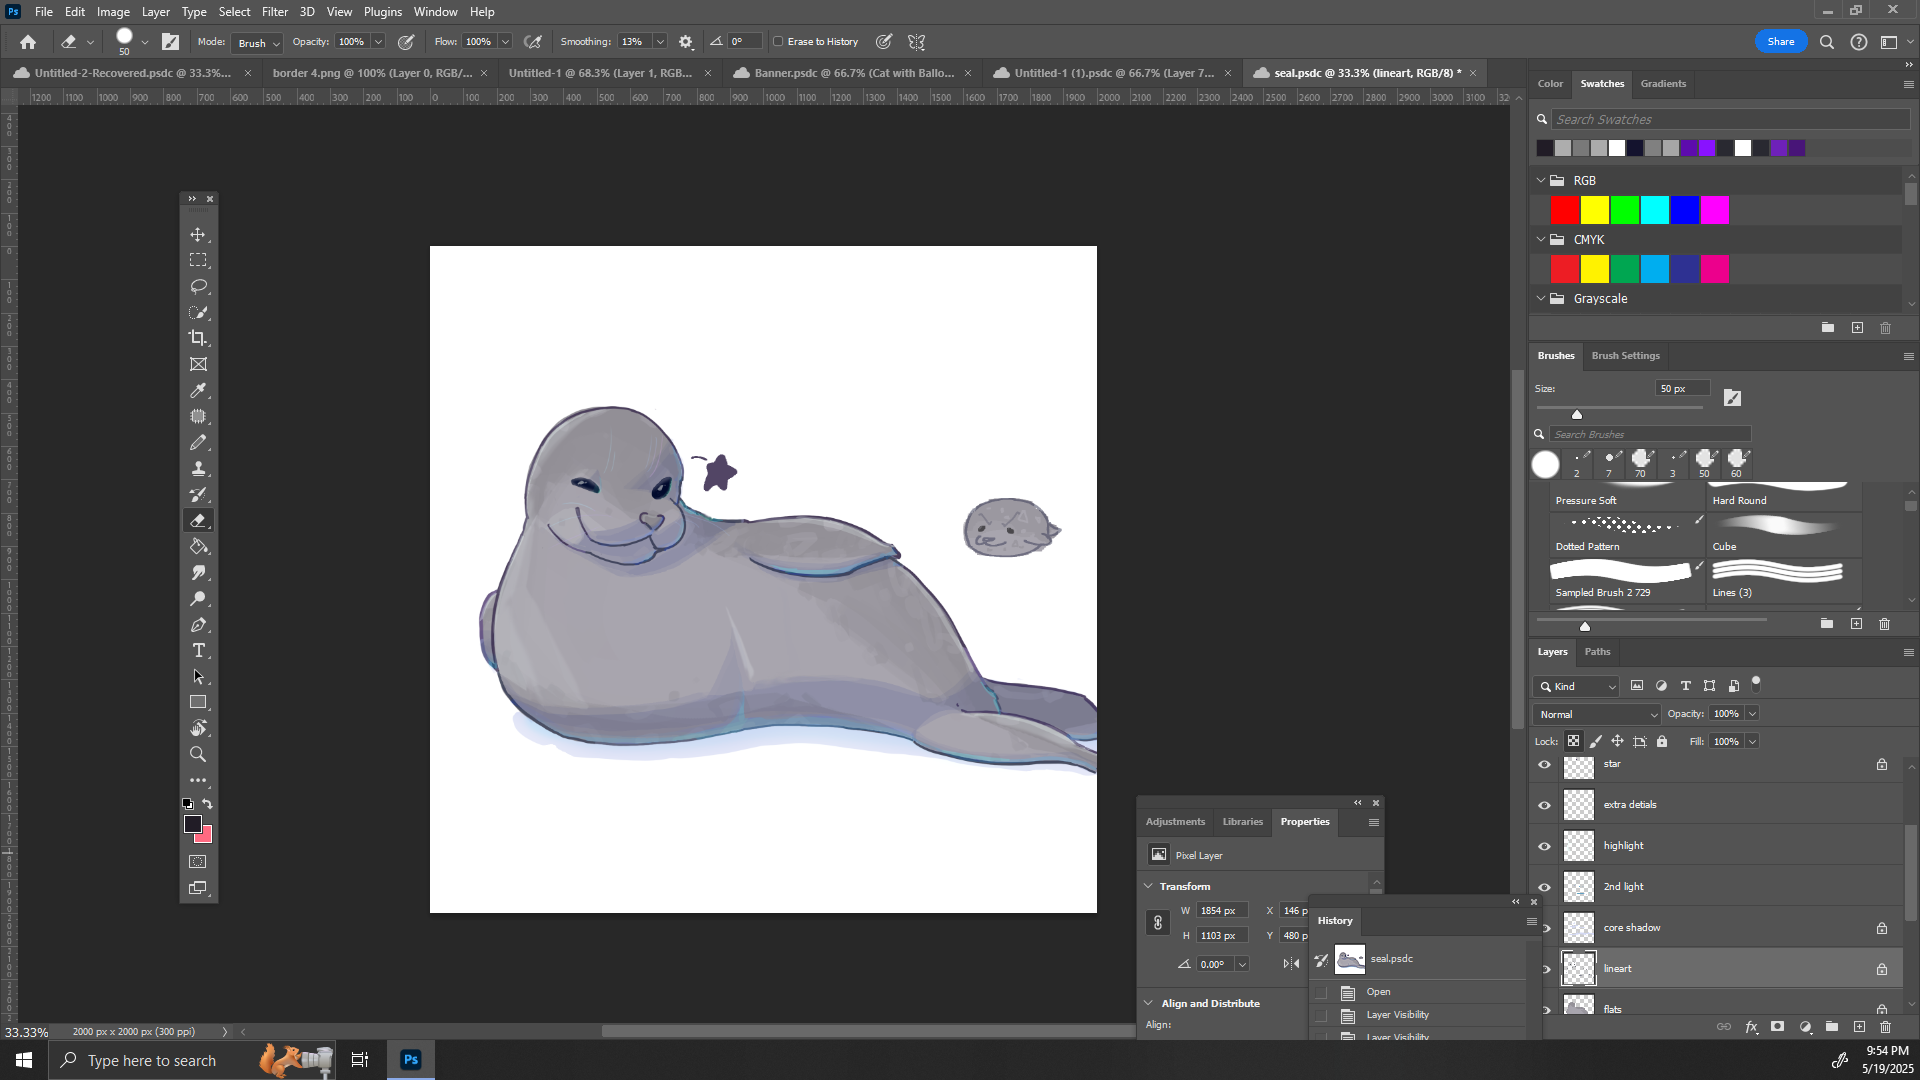 Ps File Edit Image Layer Type Select Filter 3D View Plugins Window Help
50 Mode: Brush Opacity: 100% Flow: 100% Smoothing: 13% 0° Erase to History Share
Untitled-2-Recovered.psdc @ 33.3%... border 4.png @ 100% (Layer 0, RGB/... Untitled-1 @ 68.3% (Layer 1, RGB... Banner.psdc @ 66.7% (Cat with Ballo... Untitled-1 (1).psdc @ 66.7% (Layer 7... seal.psdc @ 33.3% (lineart, RGB/8) *
1200 1100 1000 900 800 700 600 500 400 300 200 100 0 100 200 300 400 500 600 700 800 900 1000 1100 1200 1300 1400 1500 1600 1700 1800 1900 2000 2100 2200 2300 2400 2500 2600 2700 2800 2900 3000 3100
Color Swatches Gradients
Search Swatches
RGB
CMYK
Grayscale
Brushes Brush Settings
Size: 50 px
Search Brushes
2 7 70 3 50 60
Pressure Soft Hard Round
Dotted Pattern Cube
Sampled Brush 2 729 Lines (3)
Layers Paths
Kind
Normal Opacity: 100%
Lock: Fill: 100%
star
extra detials
highlight
2nd light
core shadow
lineart
flats
Adjustments Libraries Properties
Pixel Layer
Transform
W 1854 px X 146 p
H 1103 px Y 480 p
0.00°
Align and Distribute
Align:
History
seal.psdc
Open
Layer Visibility
Layer Visibility
33.33% 2000 px x 2000 px (300 ppi)
Type here to search
Ps
9:54 PM
5/19/2025